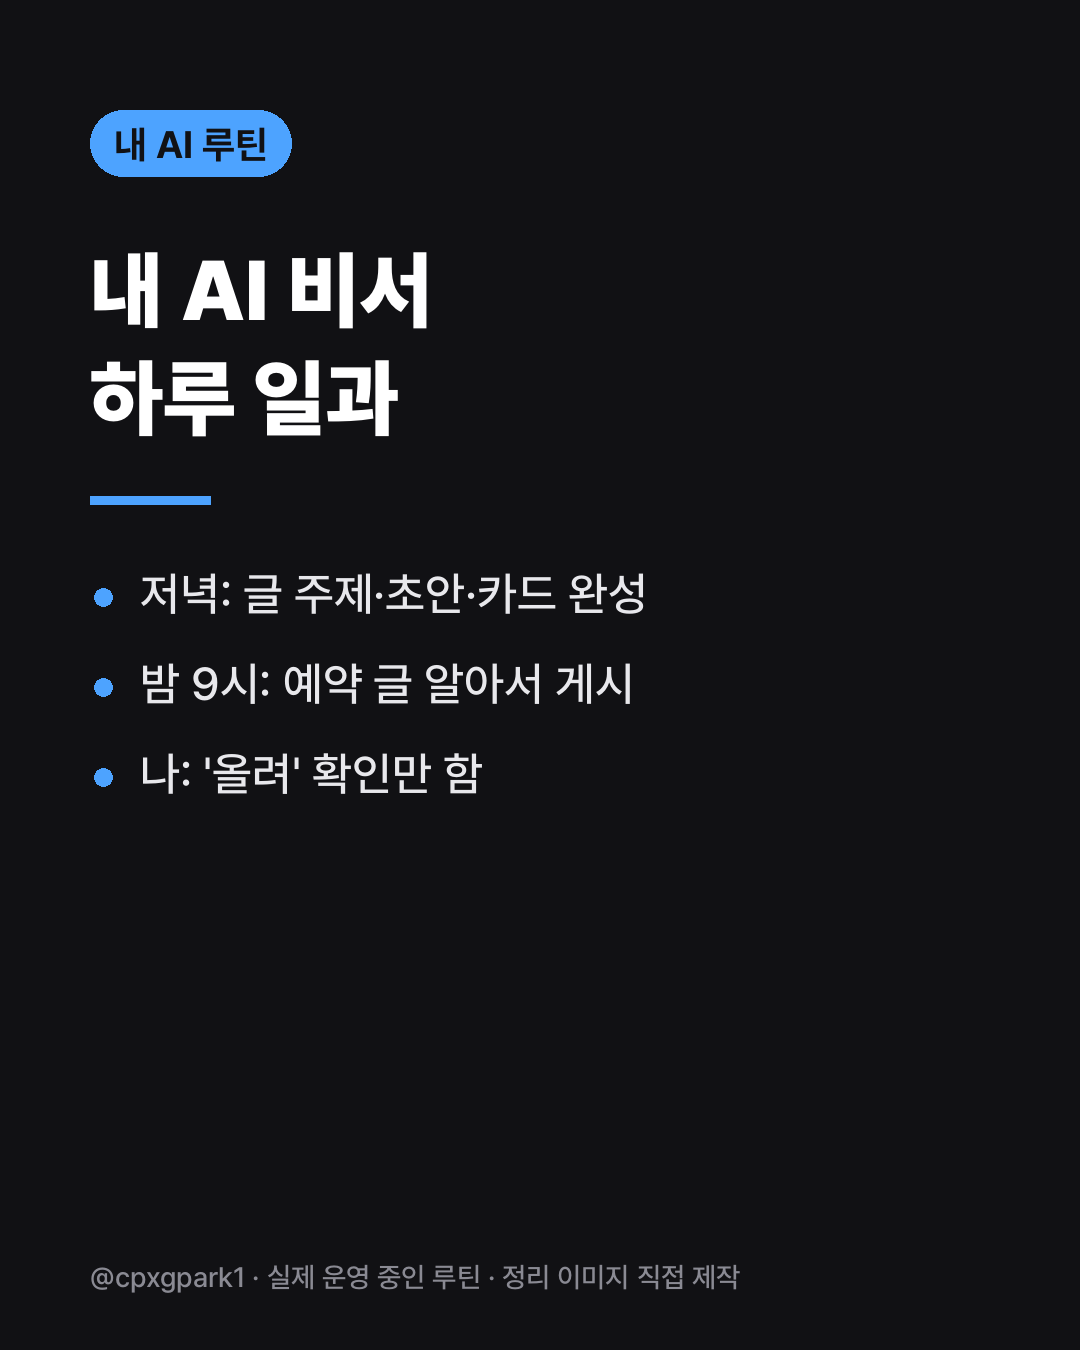 내 AI 루틴
내 AI 비서
하루 일과
저녁: 글 주제·초안·카드 완성
밤 9시: 예약 글 알아서 게시
나: '올려' 확인만 함
@cpxgpark1 · 실제 운영 중인 루틴 · 정리 이미지 직접 제작